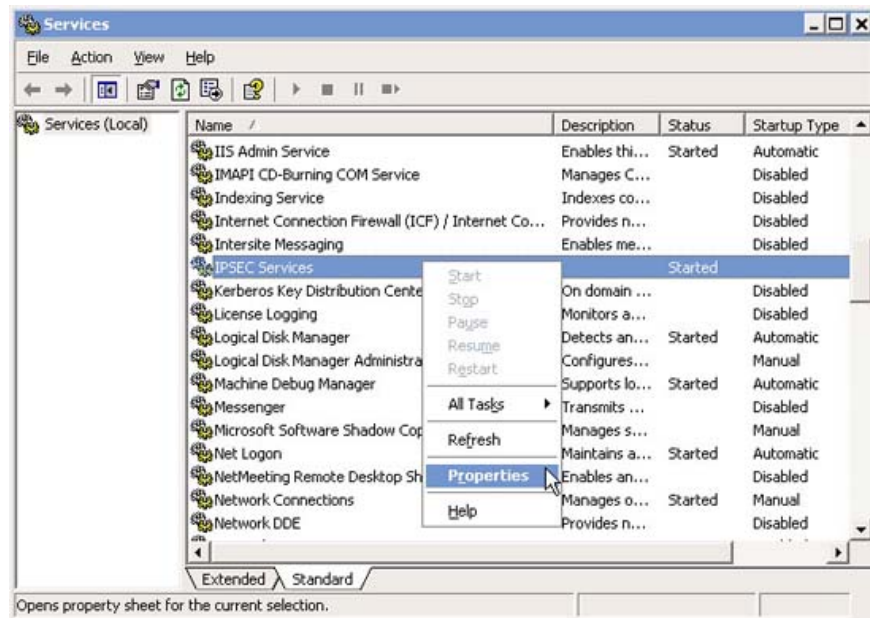 Services
File Action View Help
Services (Local)
Name / Description Status Startup Type
IIS Admin Service Enables thi... Started Automatic
IMAPI CD-Burning COM Service Manages C... Disabled
Indexing Service Indexes co... Disabled
Internet Connection Firewall (ICF) / Internet Co... Provides n... Disabled
Intersite Messaging Enables me... Disabled
IPSEC Services Started
Kerberos Key Distribution Cente On domain ... Disabled
License Logging Monitors a... Disabled
Logical Disk Manager Detects an... Started Automatic
Logical Disk Manager Administra Configures... Manual
Machine Debug Manager Supports lo... Started Automatic
Messenger Transmits ... Disabled
Microsoft Software Shadow Cop Manages s... Manual
Net Logon Maintains a... Started Automatic
NetMeeting Remote Desktop Sh Enables an... Disabled
Network Connections Manages o... Started Manual
Network DDE Provides n... Disabled
Start
Stop
Pause
Resume
Restart
All Tasks
Refresh
Properties
Help
Extended Standard
Opens property sheet for the current selection.